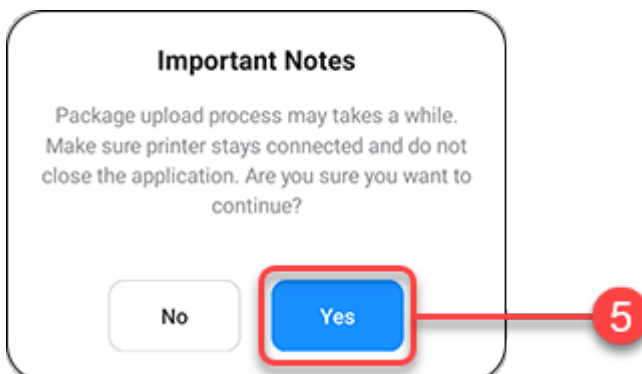 Important Notes
Package upload process may takes a while.
Make sure printer stays connected and do not
close the application. Are you sure you want to
continue?
No
Yes
5